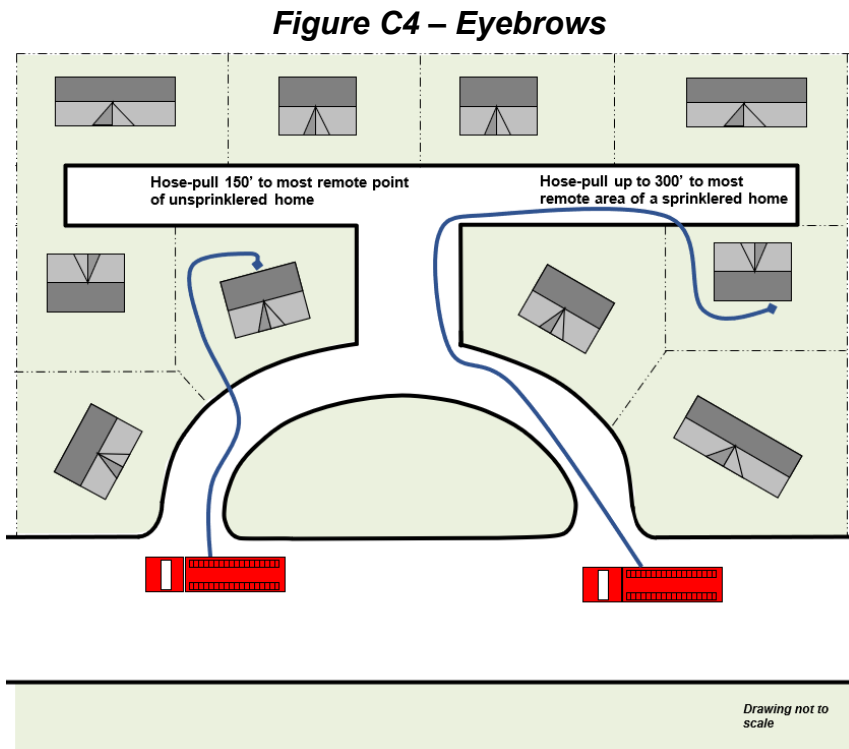 Figure C4 – Eyebrows
Hose-pull 150' to most remote point
of unsprinklered home
Hose-pull up to 300' to most
remote area of a sprinklered home
Drawing not to
scale